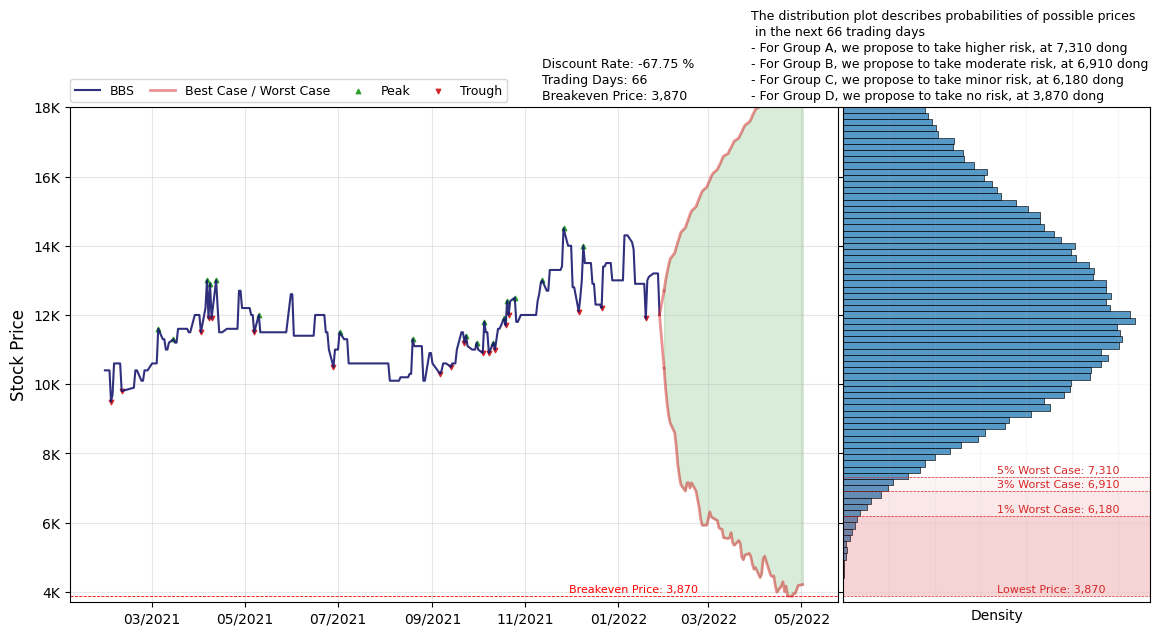 The distribution plot describes probabilities of possible prices
in the next 66 trading days
- For Group A, we propose to take higher risk, at 7,310 dong
- For Group B, we propose to take moderate risk, at 6,910 dong
- For Group C, we propose to take minor risk, at 6,180 dong
- For Group D, we propose to take no risk, at 3,870 dong
Discount Rate: -67.75 %
Trading Days: 66
Breakeven Price: 3,870
BBS
Best Case / Worst Case
Peak
Trough
Stock Price
18K
16K
14K
12K
10K
8K
6K
4K
Breakeven Price: 3,870
03/2021
05/2021
07/2021
09/2021
11/2021
01/2022
03/2022
05/2022
5% Worst Case: 7,310
3% Worst Case: 6,910
1% Worst Case: 6,180
Lowest Price: 3,870
Density